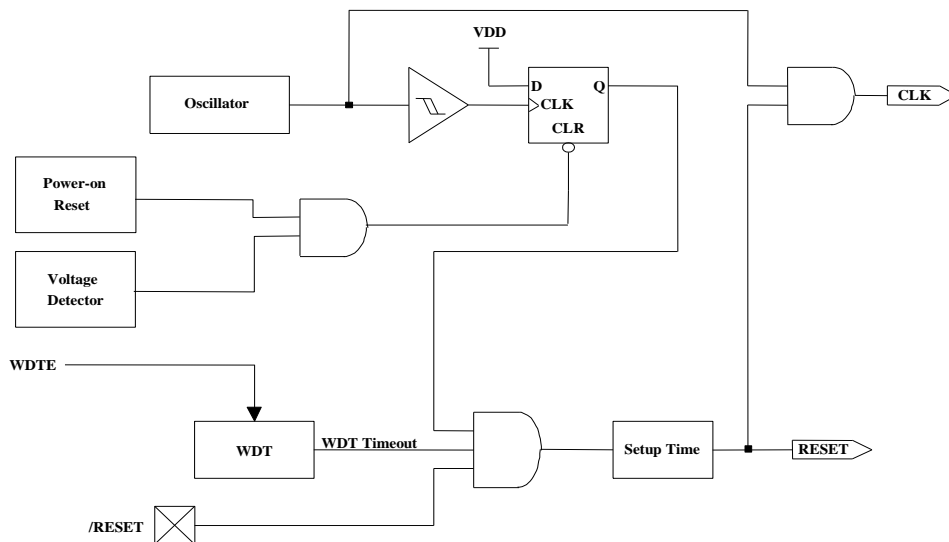 VDD
Oscillator
D
Q
CLK
CLR
CLK
Power-on
Reset
Voltage
Detector
WDTE
WDT
WDT Timeout
Setup Time
RESET
/RESET